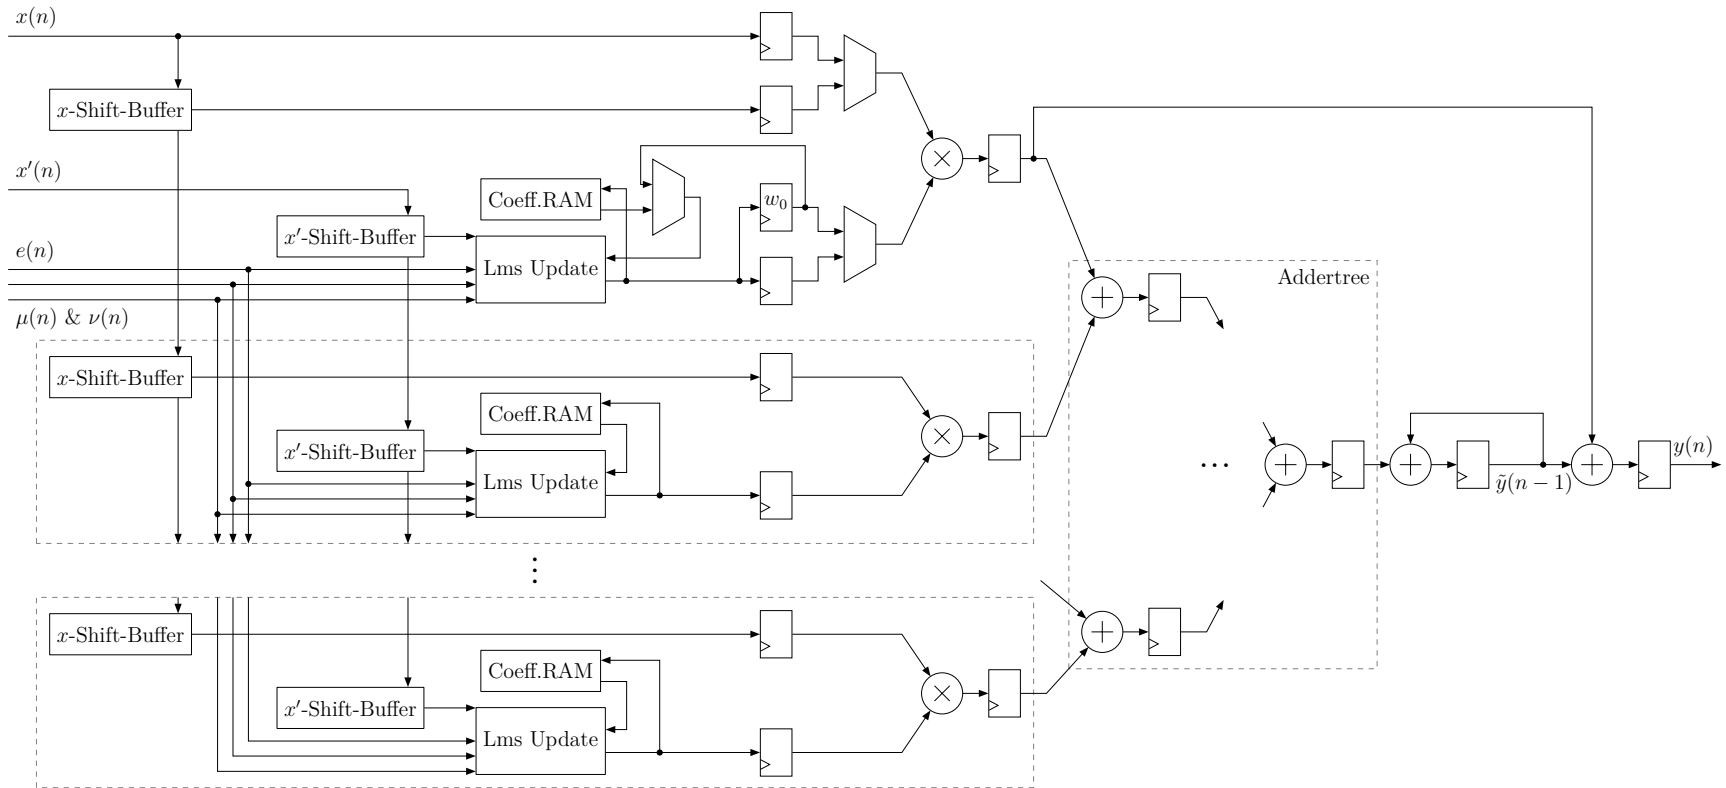 x(n)
x-Shift-Buffer
x′(n)
Coeff.RAM
w₀
x′-Shift-Buffer
e(n)
Lms Update
Addertree
μ(n) & ν(n)
x-Shift-Buffer
Coeff.RAM
x′-Shift-Buffer
y(n)
Lms Update
ỹ(n − 1)
x-Shift-Buffer
Coeff.RAM
x′-Shift-Buffer
Lms Update